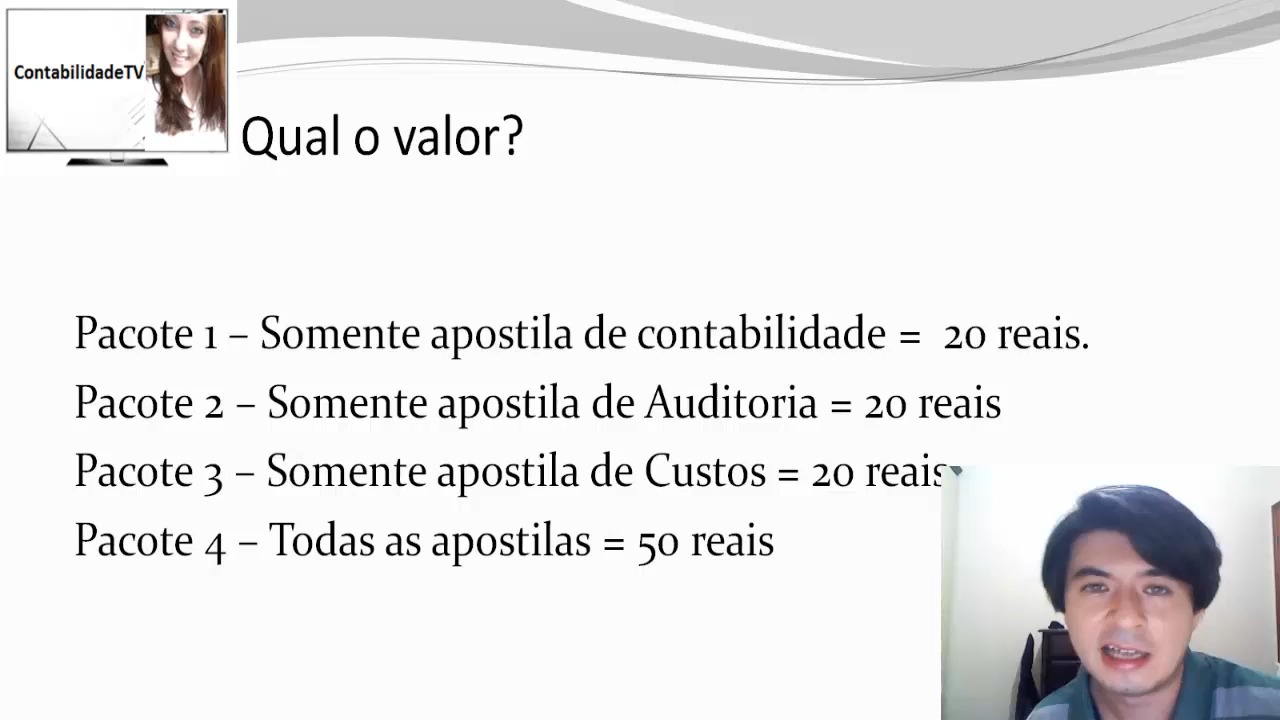 ContabilidadeTV
Qual o valor?
Pacote 1 – Somente apostila de contabilidade =  20 reais.
Pacote 2 – Somente apostila de Auditoria = 20 reais
Pacote 3 – Somente apostila de Custos = 20 reais
Pacote 4 – Todas as apostilas = 50 reais